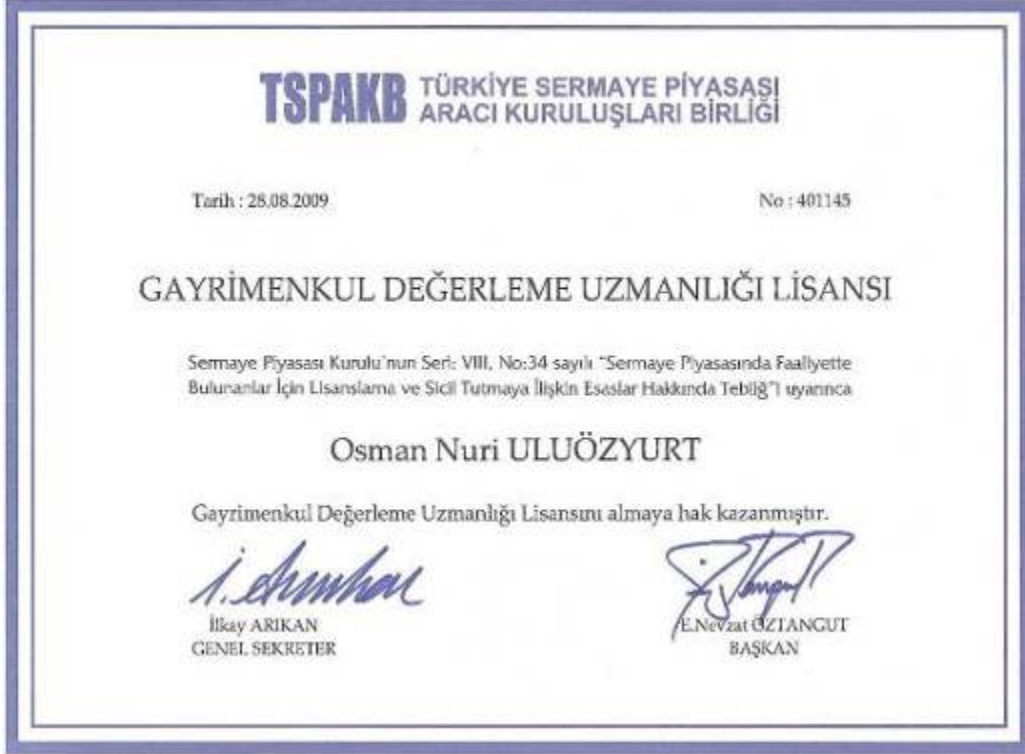 TSPAKB TÜRKİYE SERMAYE PİYASASI
ARACI KURULUŞLARI BİRLİĞİ
Tarih : 28.08.2009 No : 401145
GAYRİMENKUL DEĞERLEME UZMANLIĞI LİSANSI
Sermaye Piyasası Kurulu'nun Seri: VIII, No:34 sayılı "Sermaye Piyasasında Faaliyette
Bulunanlar İçin Lisanslama ve Sicil Tutmaya İlişkin Esaslar Hakkında Tebliğ"i uyarınca
Osman Nuri ULUÖZYURT
Gayrimenkul Değerleme Uzmanlığı Lisansını almaya hak kazanmıştır.
İlkay ARIKAN
GENEL SEKRETER
E.Nevzat ÖZTANGUT
BAŞKAN